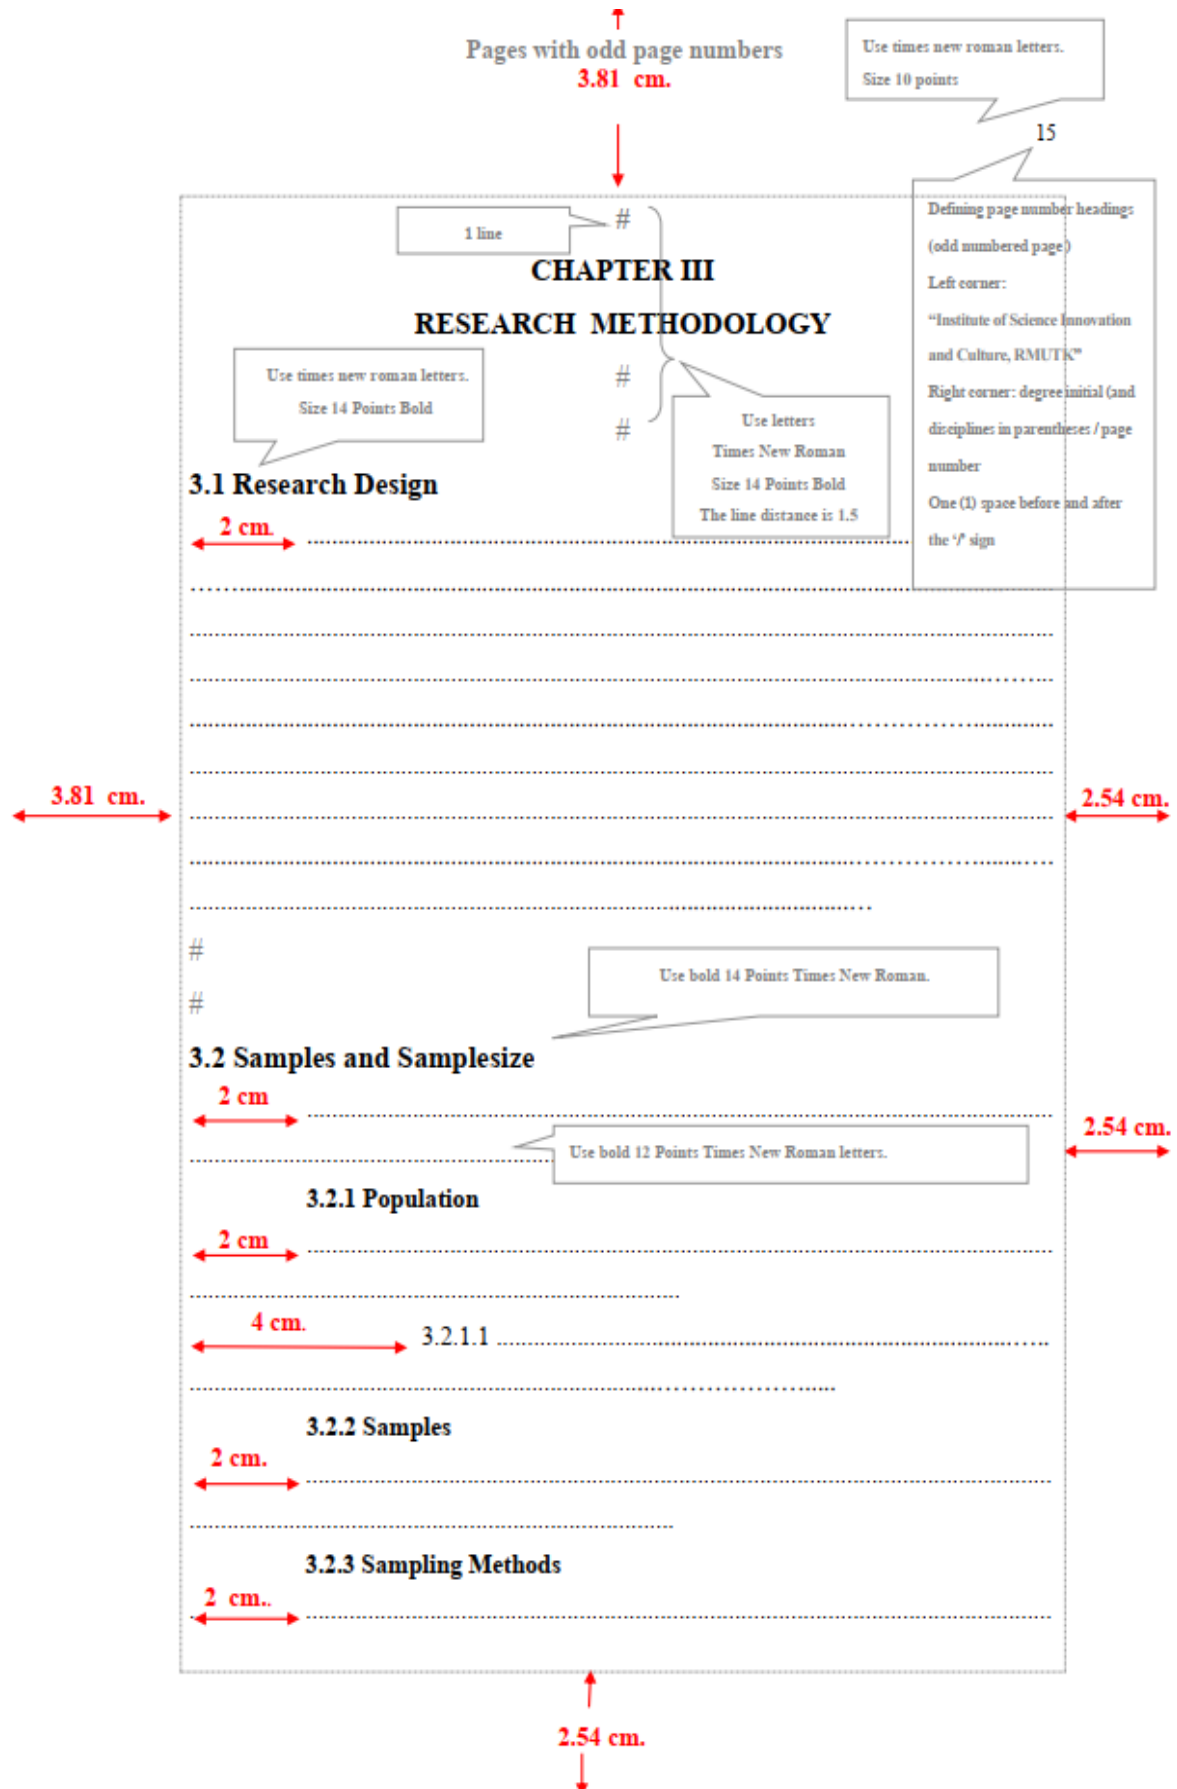 Pages with odd page numbers
3.81 cm.
Use times new roman letters.
Size 10 points
15
Defining page number headings
(odd numbered page )
Left corner:
“Institute of Science Innovation
and Culture, RMUTK”
Right corner: degree initial (and
disciplines in parentheses / page
number
One (1) space before and after
the ‘/’ sign
1 line
#
CHAPTER III
RESEARCH METHODOLOGY
#
#
Use times new roman letters.
Size 14 Points Bold
Use letters
Times New Roman
Size 14 Points Bold
The line distance is 1.5
3.1 Research Design
2 cm.
3.81 cm.
2.54 cm.
#
#
Use bold 14 Points Times New Roman.
3.2 Samples and Samplesize
2 cm
2.54 cm.
Use bold 12 Points Times New Roman letters.
3.2.1 Population
2 cm
4 cm.
3.2.1.1
3.2.2 Samples
2 cm.
3.2.3 Sampling Methods
2 cm..
2.54 cm.